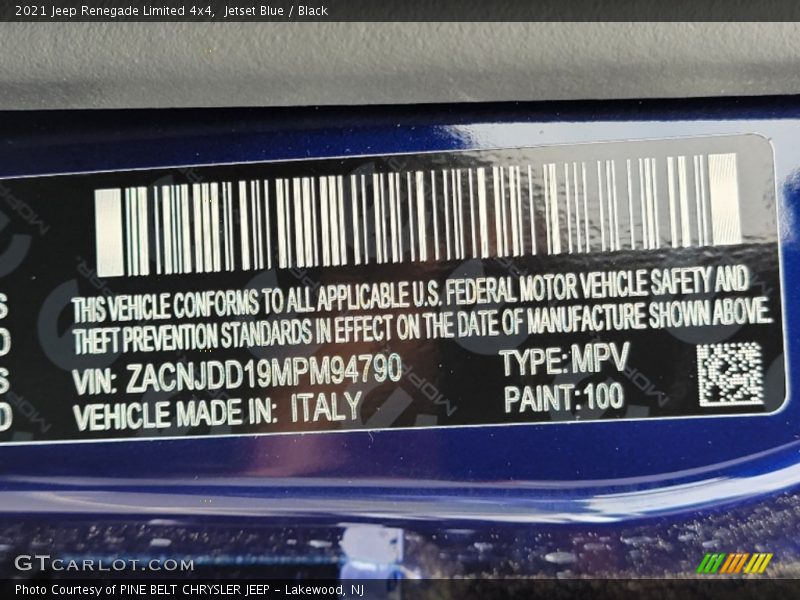 2021 Jeep Renegade Limited 4x4,  Jetset Blue / Black
THIS VEHICLE CONFORMS TO ALL APPLICABLE U.S. FEDERAL MOTOR VEHICLE SAFETY AND
THEFT PREVENTION STANDARDS IN EFFECT ON THE DATE OF MANUFACTURE SHOWN ABOVE.
VIN: ZACNJDD19MPM94790 TYPE: MPV
VEHICLE MADE IN: ITALY PAINT: 100
GTCARLOT.COM
Photo Courtesy of PINE BELT CHRYSLER JEEP – Lakewood, NJ